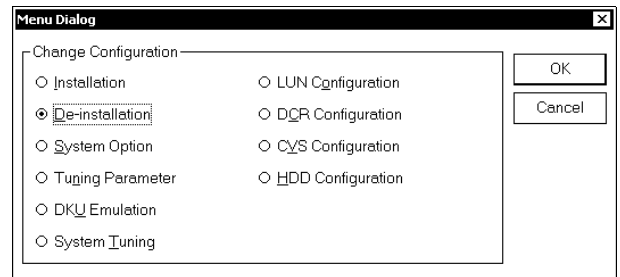 Menu Dialog
Change Configuration
Installation
De-installation
System Option
Tuning Parameter
DKU Emulation
System Tuning
LUN Configuration
DCR Configuration
CVS Configuration
HDD Configuration
OK
Cancel